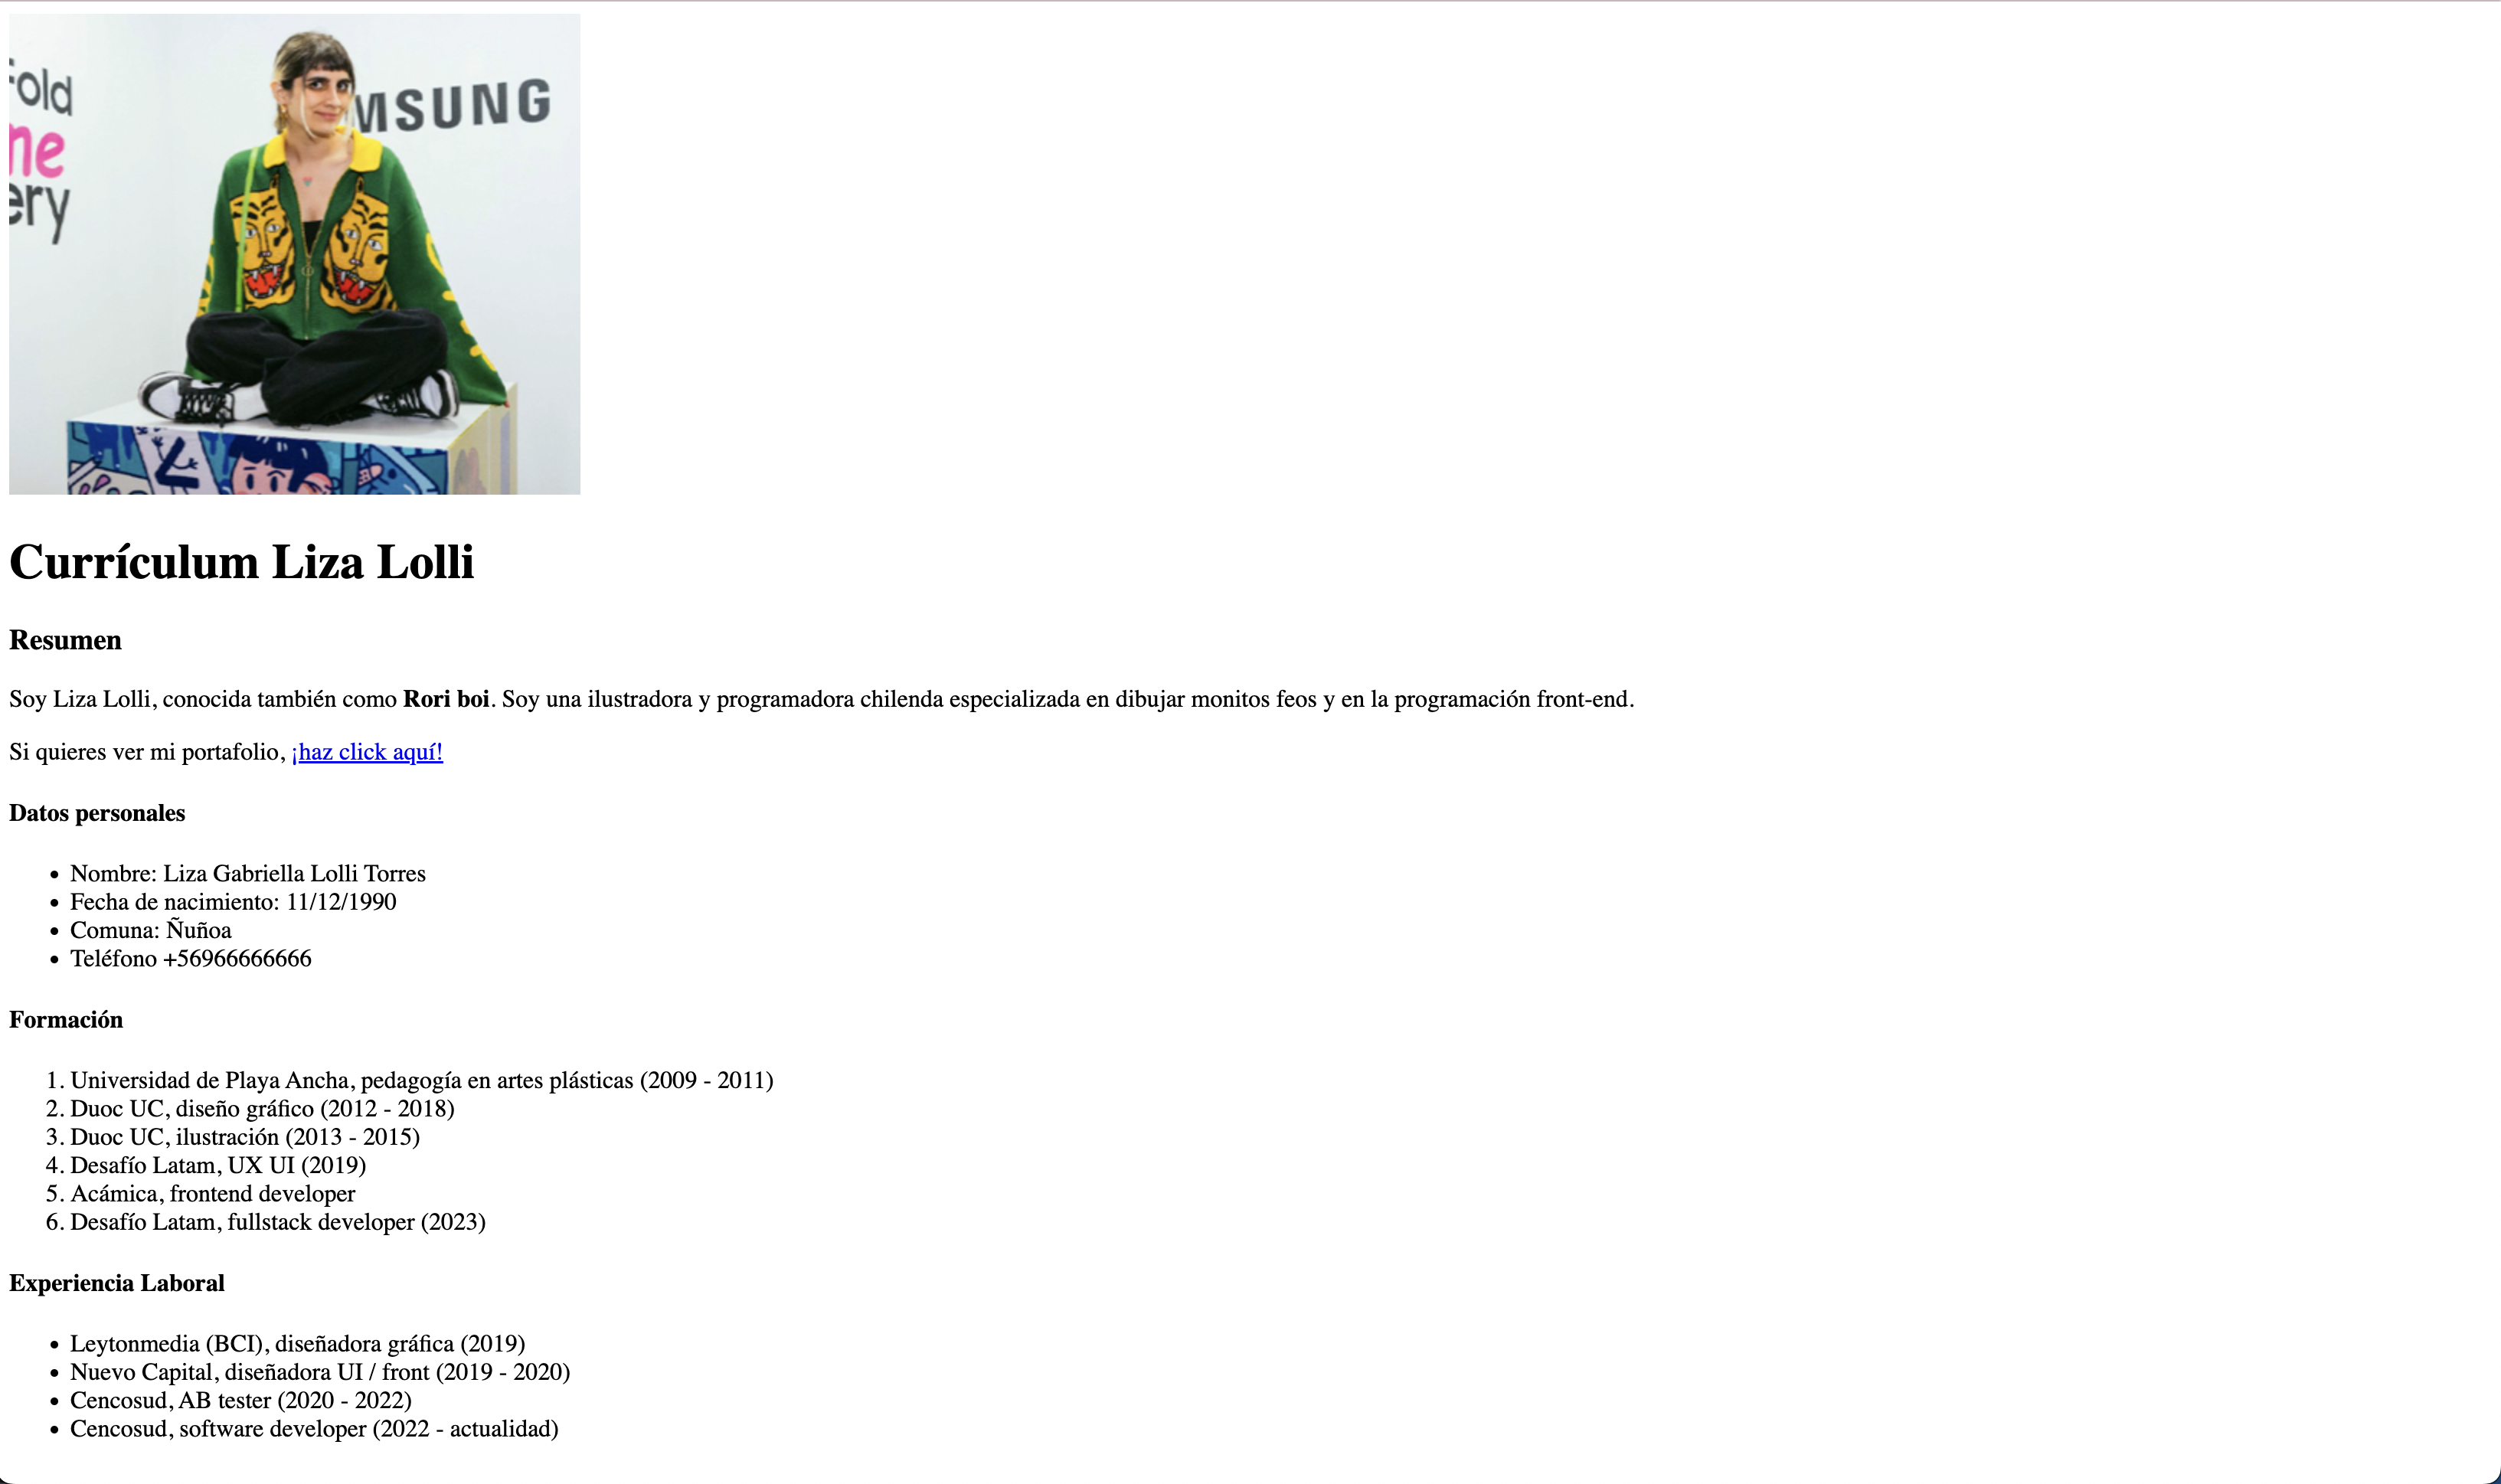 old
me
ery
MSUNG
Currículum Liza Lolli
Resumen
Soy Liza Lolli, conocida también como Rori boi. Soy una ilustradora y programadora chilenda especializada en dibujar monitos feos y en la programación front-end.
Si quieres ver mi portafolio, ¡haz click aquí!
Datos personales
• Nombre: Liza Gabriella Lolli Torres
• Fecha de nacimiento: 11/12/1990
• Comuna: Ñuñoa
• Teléfono +56966666666
Formación
1. Universidad de Playa Ancha, pedagogía en artes plásticas (2009 - 2011)
2. Duoc UC, diseño gráfico (2012 - 2018)
3. Duoc UC, ilustración (2013 - 2015)
4. Desafío Latam, UX UI (2019)
5. Acámica, frontend developer
6. Desafío Latam, fullstack developer (2023)
Experiencia Laboral
• Leytonmedia (BCI), diseñadora gráfica (2019)
• Nuevo Capital, diseñadora UI / front (2019 - 2020)
• Cencosud, AB tester (2020 - 2022)
• Cencosud, software developer (2022 - actualidad)